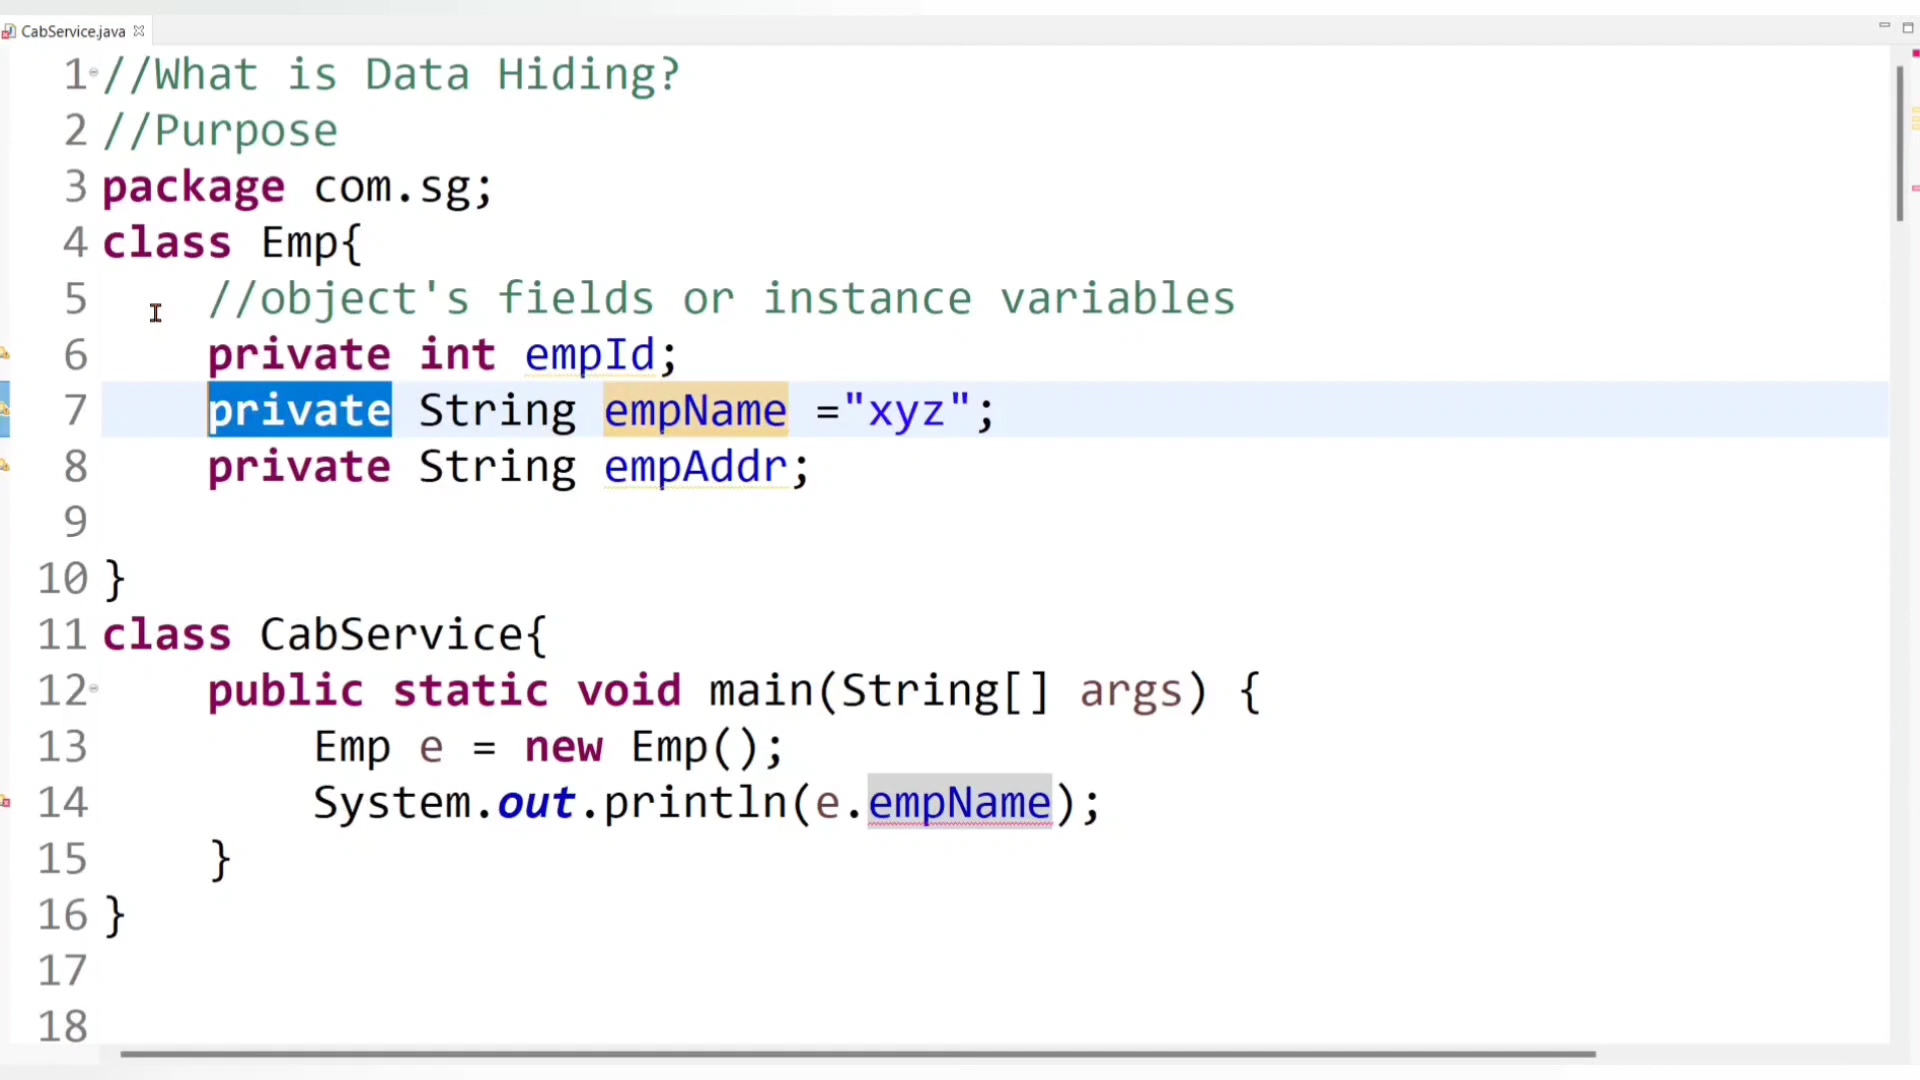 CabService.java
1 //What is Data Hiding?
2 //Purpose
3 package com.sg;
4 class Emp{
5 //object's fields or instance variables
6 private int empId;
7 private String empName ="xyz";
8 private String empAddr;
9
10 }
11 class CabService{
12 public static void main(String[] args) {
13 Emp e = new Emp();
14 System.out.println(e.empName);
15 }
16 }
17
18